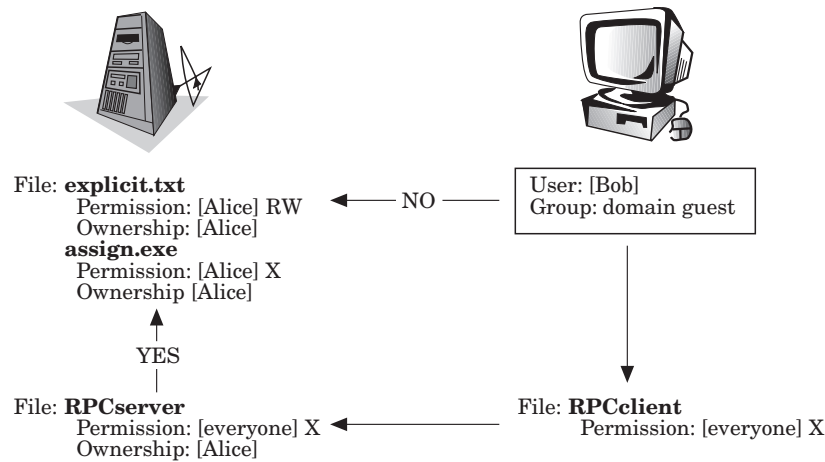 File: explicit.txt
Permission: [Alice] RW
Ownership: [Alice]
assign.exe
Permission: [Alice] X
Ownership [Alice]
NO
User: [Bob]
Group: domain guest
YES
File: RPCserver
Permission: [everyone] X
Ownership: [Alice]
File: RPCclient
Permission: [everyone] X